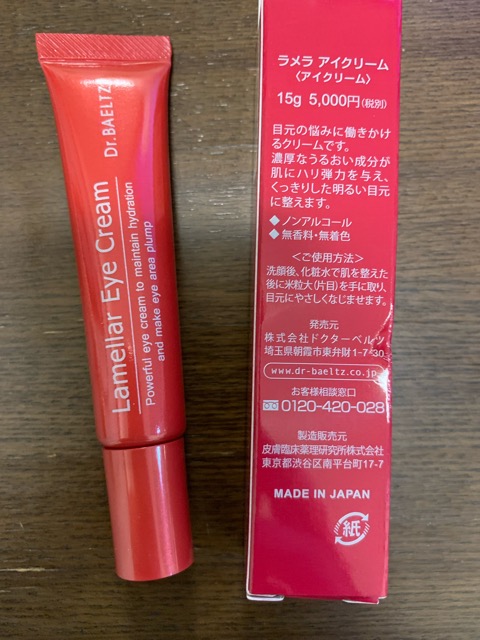 Dr.BAELTZ
Lamellar Eye Cream
Powerful eye cream to maintain hydration
and make eye area plump
ラメラ アイクリーム
〈アイクリーム〉
15g 5,000円(税別)
目元の悩みに働きかけ
るクリームです。
濃厚なうるおい成分が
肌にハリ弾力を与え、
くっきりした明るい目元
に整えます。
◆ノンアルコール
◆無香料・無着色
<ご使用方法>
洗顔後、化粧水で肌を整えた
後に米粒大(片目)を手に取り、
目元にやさしくなじませます。
発売元
株式会社ドクターベルツ
埼玉県朝霞市東弁財1-7-30
www.dr-baeltz.co.jp
お客様相談窓口
0120-420-028
製造販売元
皮膚臨床薬理研究所株式会社
東京都渋谷区南平台町17-7
MADE IN JAPAN
紙